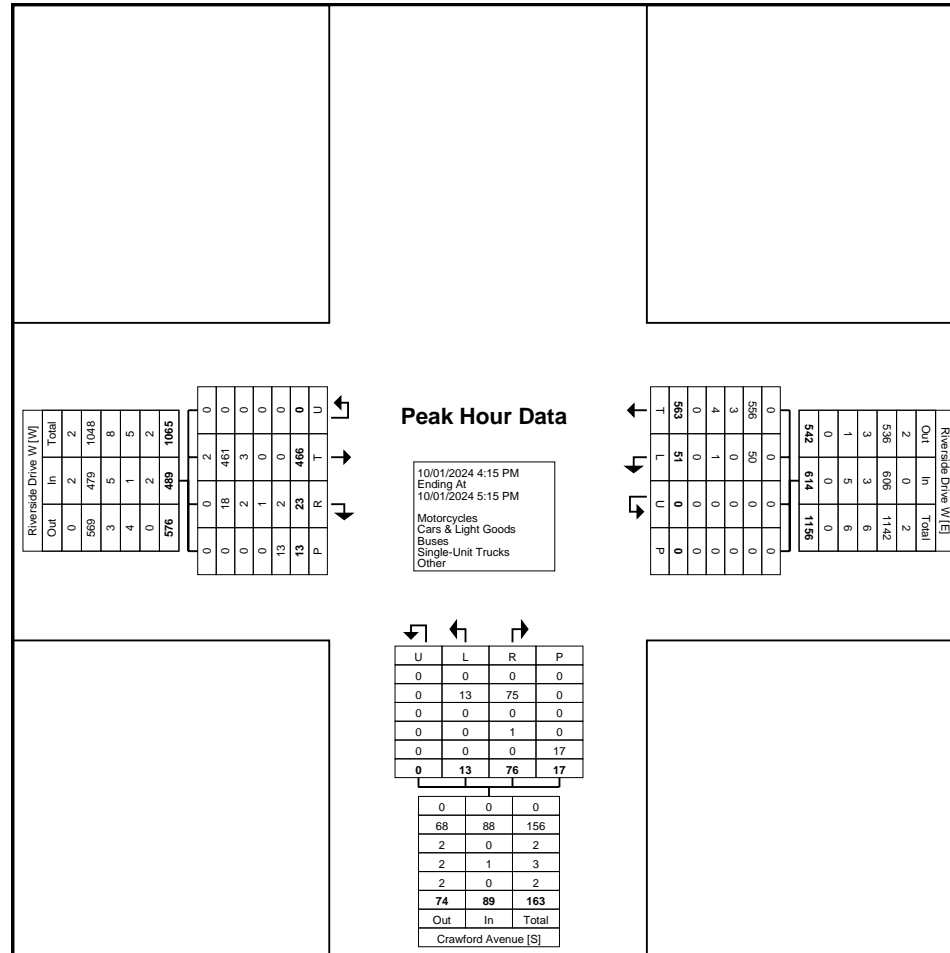 Peak Hour Data
10/01/2024 4:15 PM
Ending At
10/01/2024 5:15 PM
Motorcycles
Cars & Light Goods
Buses
Single-Unit Trucks
Other
Riverside Drive W [W]
Total In Out
2 2 0
1048 479 569
8 5 3
5 1 4
2 2 0
1065 489 576
0 2 0 0
0 461 18 0
0 3 2 0
0 0 1 0
0 0 2 13
0 466 23 13
U T R P
Riverside Drive W [E]
Out In Total
2 0 2
536 606 1142
3 3 6
1 5 6
0 0 0
542 614 1156
0 0 0 0
556 50 0 0
3 0 0 0
4 1 0 0
0 0 0 0
563 51 0 0
T L U P
U L R P
0 0 0 0
0 13 75 0
0 0 0 0
0 0 1 0
0 0 0 17
0 13 76 17
0 0 0
68 88 156
2 0 2
2 1 3
2 0 2
74 89 163
Out In Total
Crawford Avenue [S]